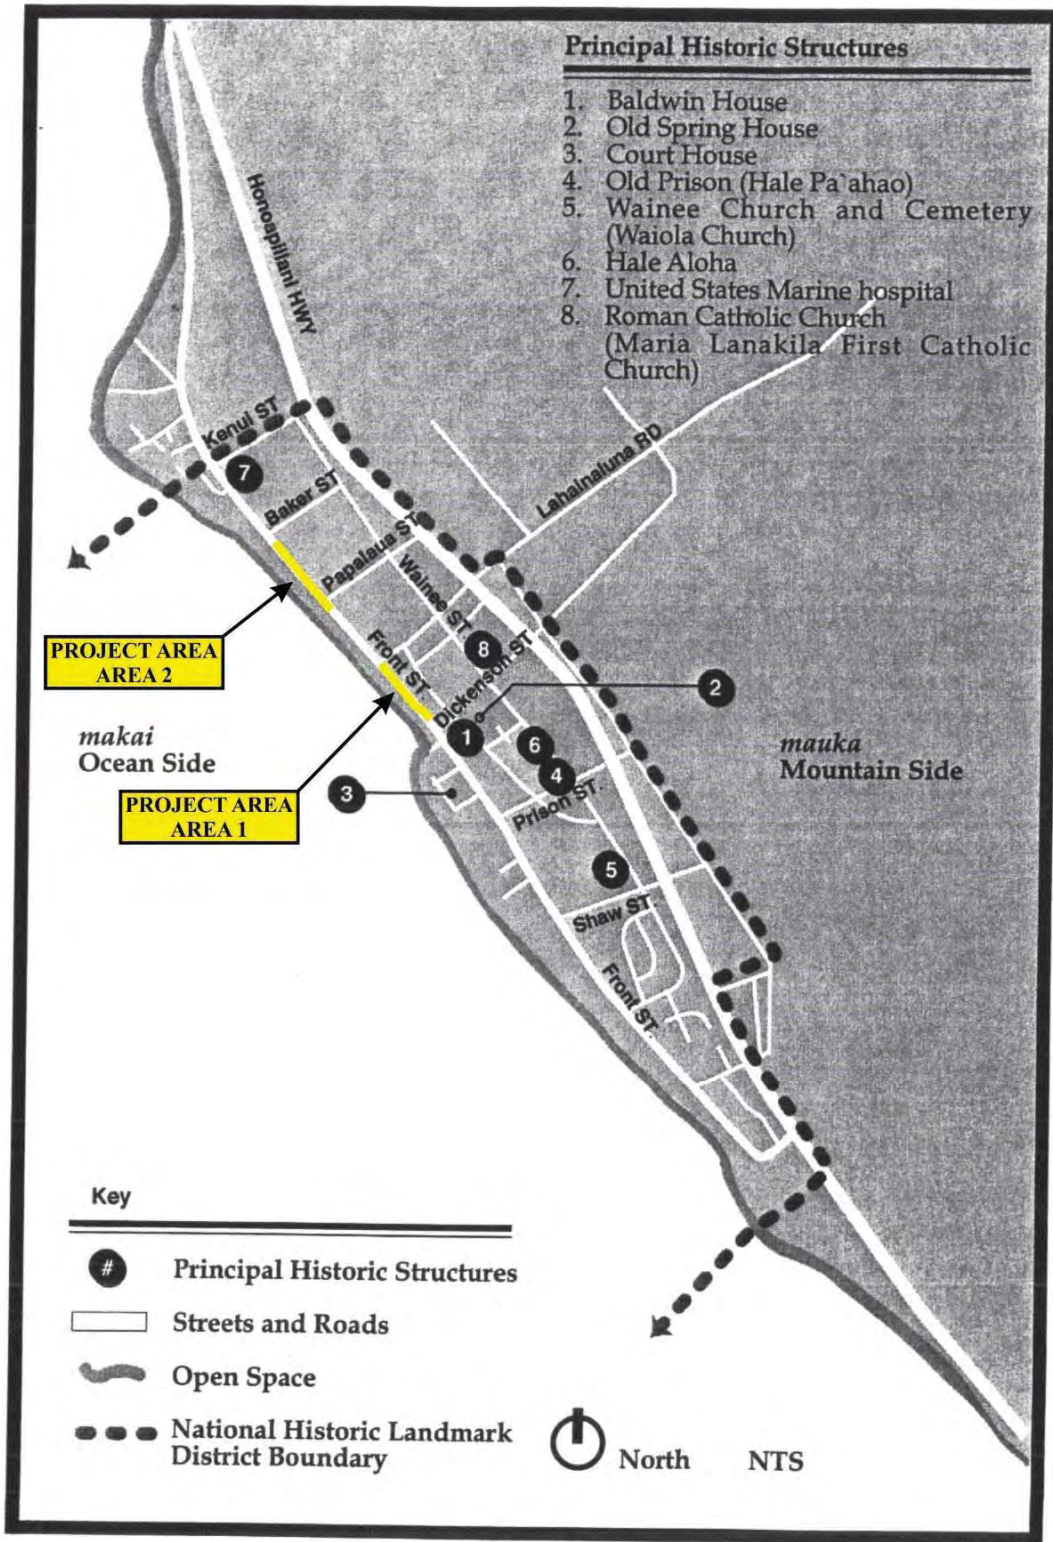 Principal Historic Structures
1. Baldwin House
2. Old Spring House
3. Court House
4. Old Prison (Hale Pa`ahao)
5. Wainee Church and Cemetery
(Waiola Church)
6. Hale Aloha
7. United States Marine hospital
8. Roman Catholic Church
(Maria Lanakila First Catholic
Church)
Honoapiilani HWY
Kenui ST
7
Baker ST
Lahainaluna RD
Papalaua ST
Wainee ST.
PROJECT AREA
AREA 2
Front ST.
8
Dickenson ST.
2
1
6
makai
Ocean Side
mauka
Mountain Side
4
3
PROJECT AREA
AREA 1
Prison ST.
5
Shaw ST.
Front ST.
Key
# Principal Historic Structures
Streets and Roads
Open Space
National Historic Landmark
District Boundary
North NTS